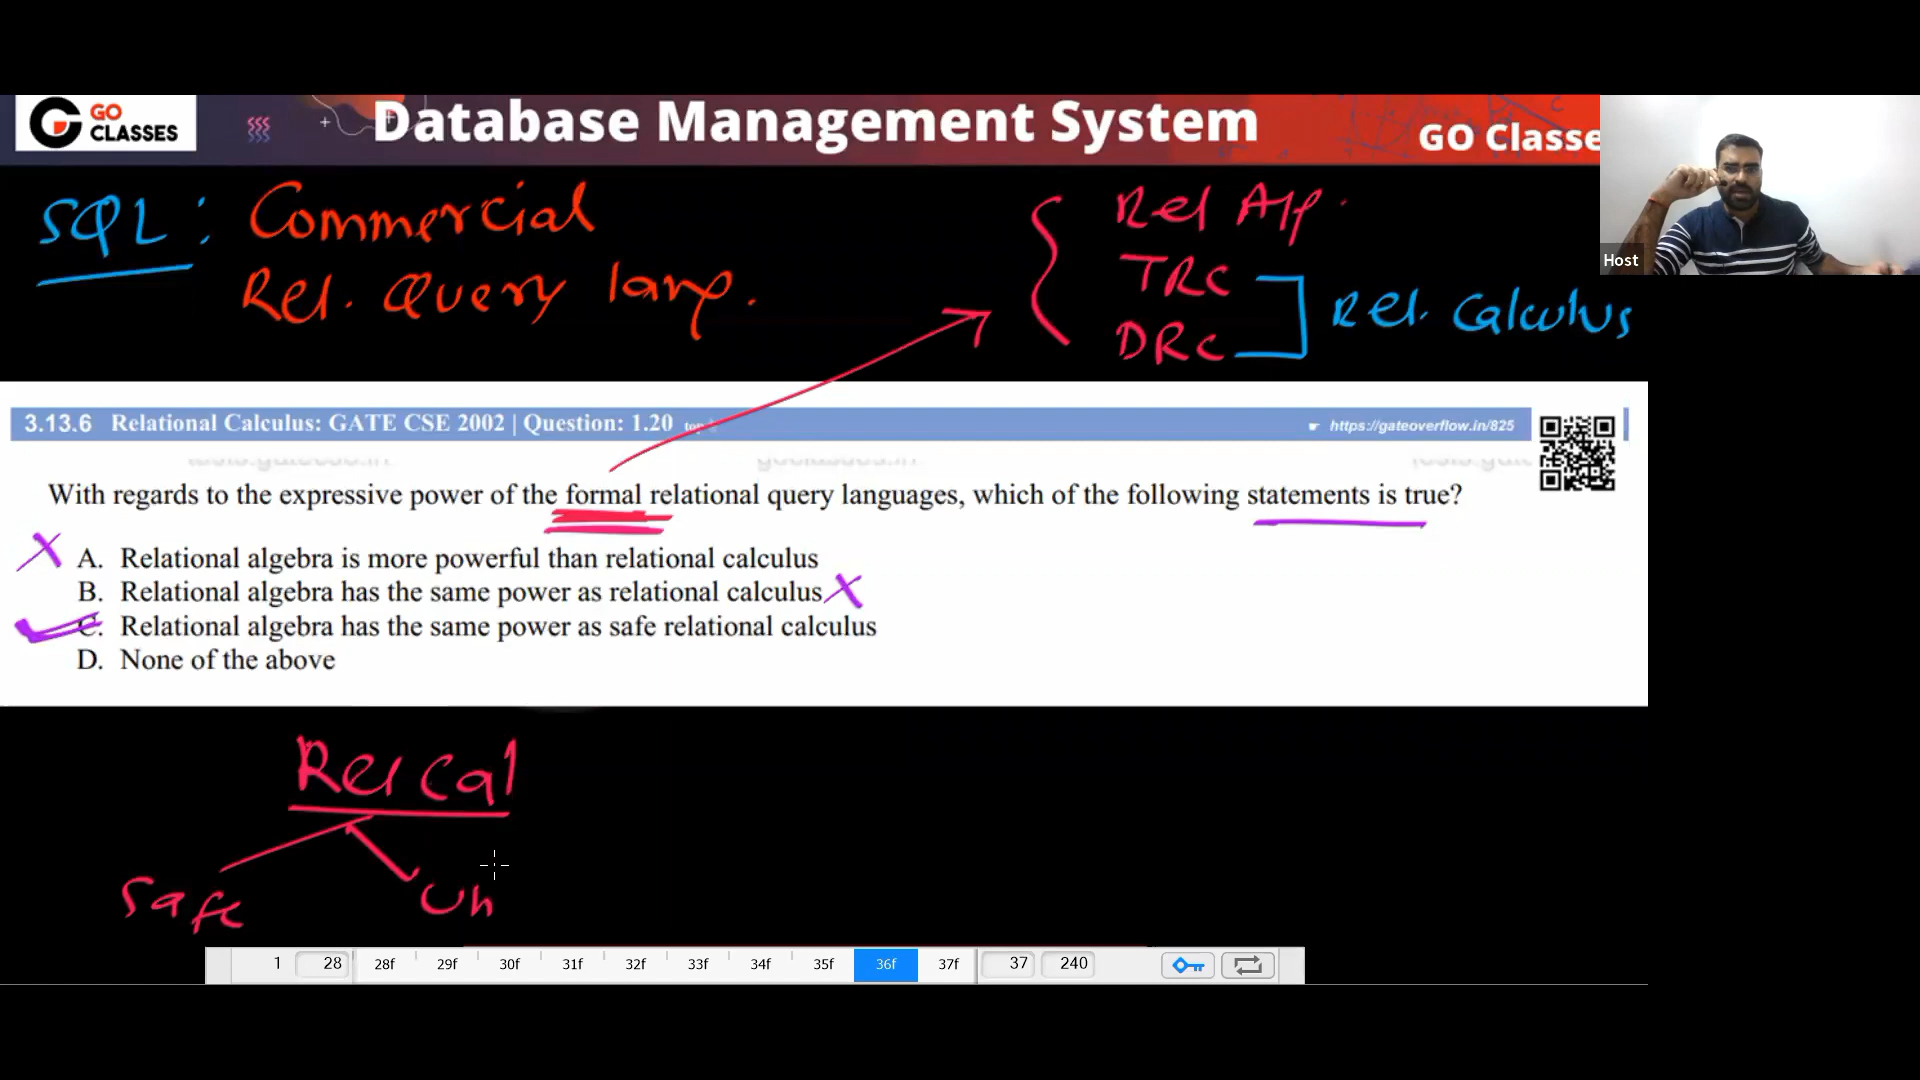 GO
CLASSES
Database Management System
GO Classe
Host
SQL : Commercial
Rel. Query lang.
Rel Alg.
TRC
DRC
Rel. Calculus
3.13.6 Relational Calculus: GATE CSE 2002 | Question: 1.20
https://gateoverflow.in/825
With regards to the expressive power of the formal relational query languages, which of the following statements is true?
A. Relational algebra is more powerful than relational calculus
B. Relational algebra has the same power as relational calculus
C. Relational algebra has the same power as safe relational calculus
D. None of the above
Rel Cal
Safe
Un
1 28 28f 29f 30f 31f 32f 33f 34f 35f 36f 37f 37 240